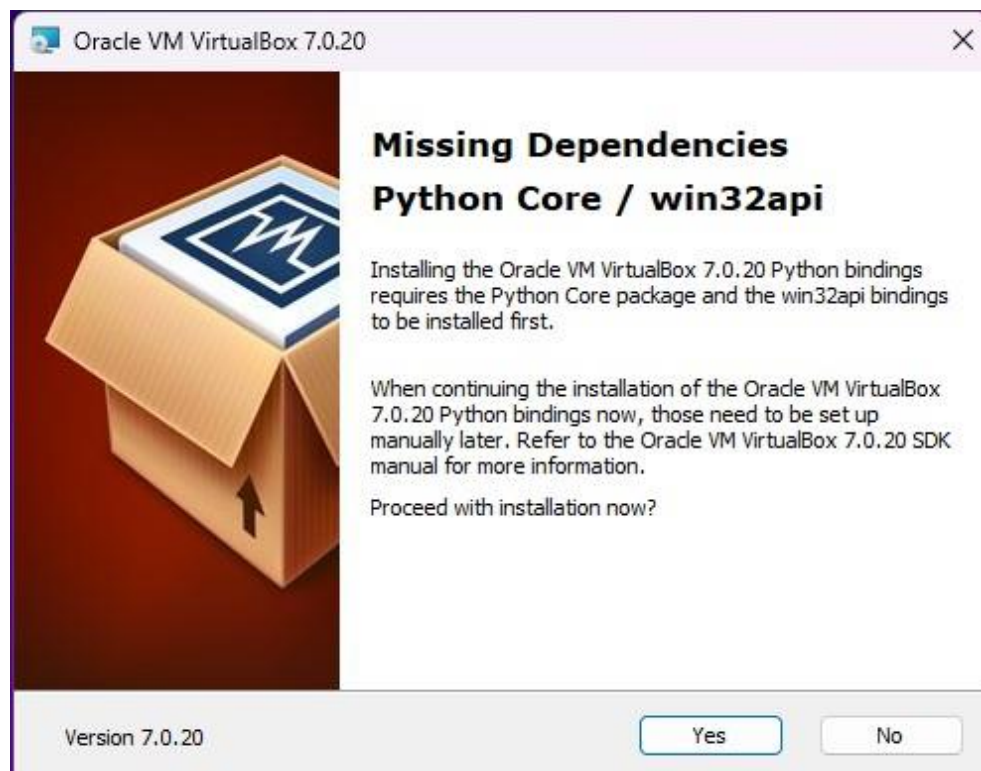 Oracle VM VirtualBox 7.0.20
Missing Dependencies
Python Core / win32api
Installing the Oracle VM VirtualBox 7.0.20 Python bindings
requires the Python Core package and the win32api bindings
to be installed first.
When continuing the installation of the Oracle VM VirtualBox
7.0.20 Python bindings now, those need to be set up
manually later. Refer to the Oracle VM VirtualBox 7.0.20 SDK
manual for more information.
Proceed with installation now?
Version 7.0.20
Yes
No